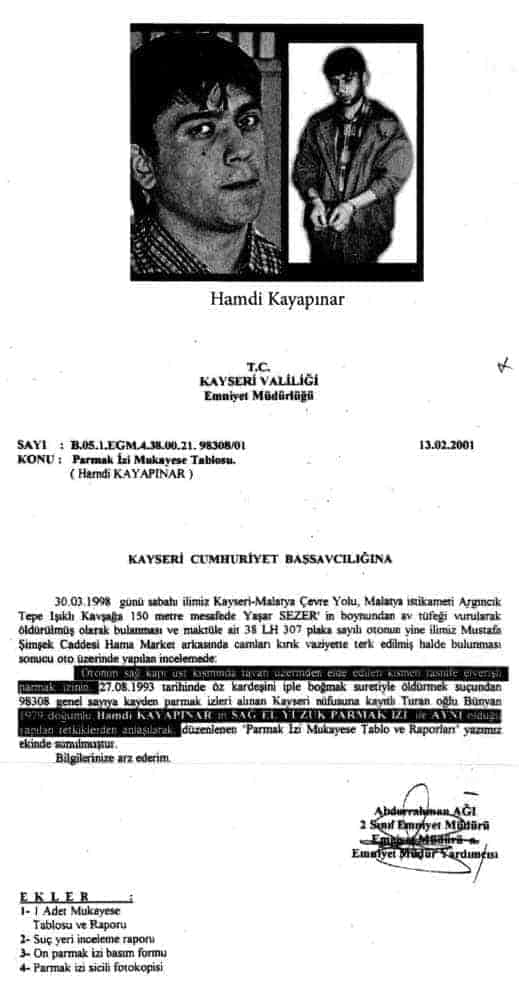 Hamdi Kayapınar
T.C.
KAYSERİ VALİLİĞİ
Emniyet Müdürlüğü
SAYI : B.05.1.EGM.4.38.00.21. 98308/01 13.02.2001
KONU : Parmak İzi Mukayese Tablosu.
( Hamdi KAYAPINAR )
KAYSERİ CUMHURİYET BAŞSAVCILIĞINA
30.03.1998 günü sabahı ilimiz Kayseri-Malatya Çevre Yolu, Malatya istikameti Argıncık
Tepe Işıklı Kavşağa 150 metre mesafede Yaşar SEZER' in boynundan av tüfeği vurularak
öldürülmüş olarak bulunması ve maktüle ait 38 LH 307 plaka sayılı otonun yine ilimiz Mustafa
Şimşek Caddesi Hama Market arkasında camları kırık vaziyette terk edilmiş halde bulunması
sonucu oto üzerinde yapılan incelemede:
Otonun sağ kapı üst kısmında tavan üzerinden elde edilen kısmen tasnife elverişli
parmak izinin, 27.08.1993 tarihinde öz kardeşini iple boğmak suretiyle öldürmek suçundan
98308 genel sayıya kayden parmak izleri alınan Kayseri nüfusuna kayıtlı Turan oğlu Bünyan
1979 doğumlu Hamdi KAYAPINAR' ın SAĞ EL YÜZÜK PARMAK İZİ ile AYNI olduğu
yapılan tetkiklerden anlaşılarak, düzenlenen 'Parmak İzi Mukayese Tablo ve Raporları' yazımız
ekinde sunulmuştur.
Bilgilerinize arz ederim.
Abdurrahman AĞI
2 Sınıf Emniyet Müdürü
Emniyet Müdürü a.
Emniyet Müdür Yardımcısı
E K L E R :
1- 1 Adet Mukayese
Tablosu ve Raporu
2- Suç yeri inceleme raporu
3- On parmak izi basım formu
4- Parmak izi sicili fotokopisi